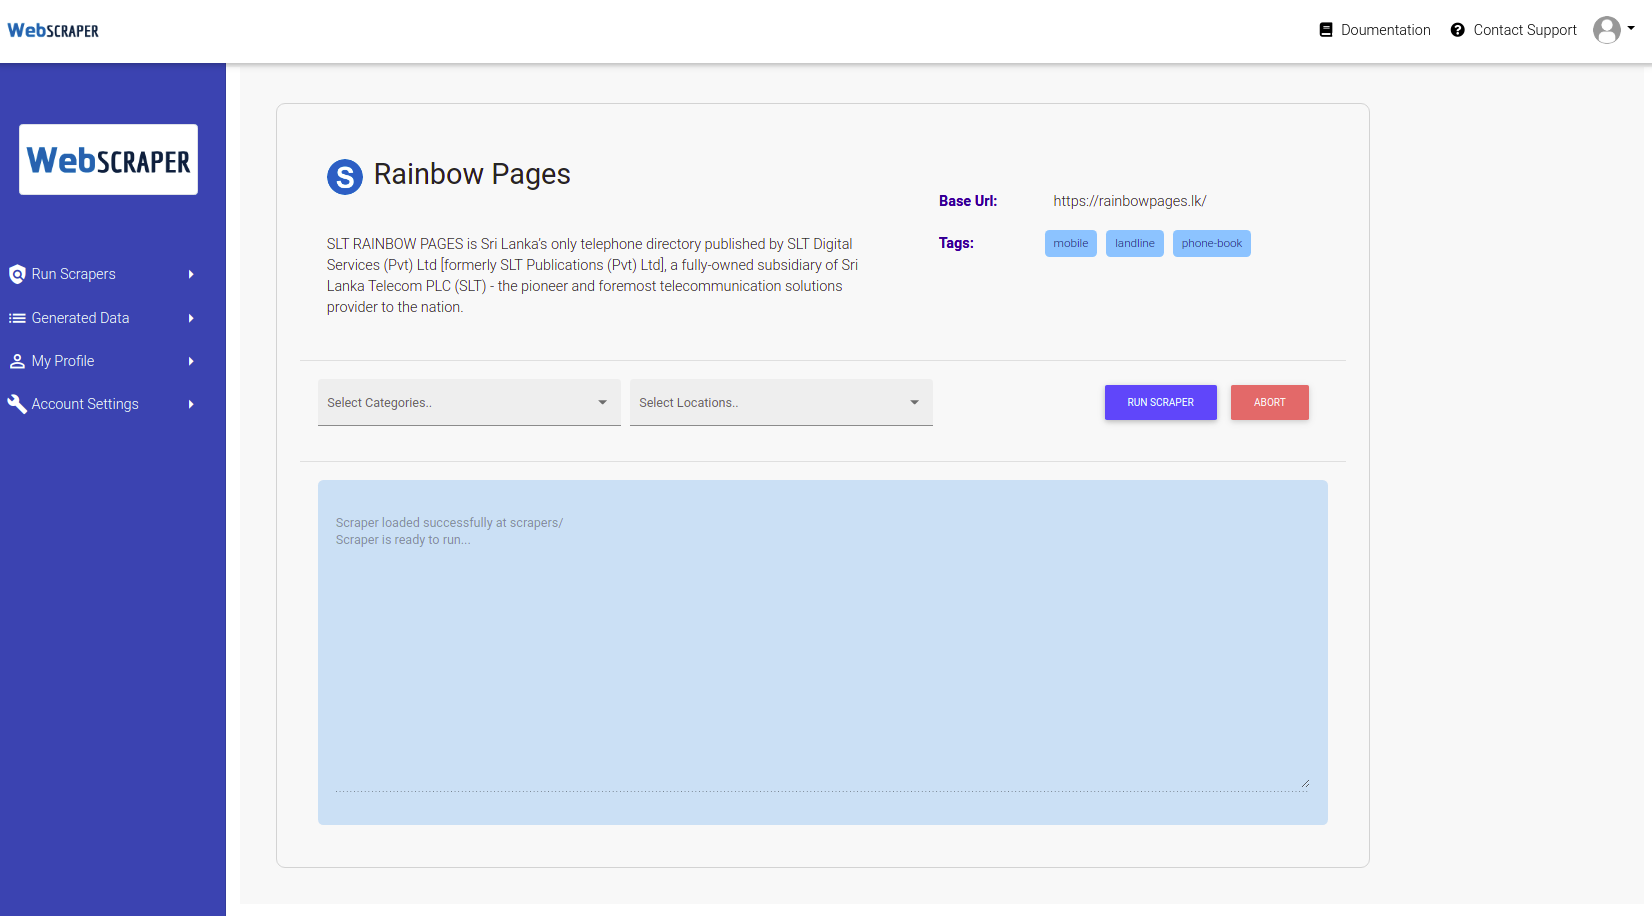 WebSCRAPER
Doumentation
Contact Support
WebSCRAPER
Run Scrapers
Generated Data
My Profile
Account Settings
S Rainbow Pages
SLT RAINBOW PAGES is Sri Lanka's only telephone directory published by SLT Digital
Services (Pvt) Ltd [formerly SLT Publications (Pvt) Ltd], a fully-owned subsidiary of Sri
Lanka Telecom PLC (SLT) - the pioneer and foremost telecommunication solutions
provider to the nation.
Base Url: https://rainbowpages.lk/
Tags: mobile landline phone-book
Select Categories..
Select Locations..
RUN SCRAPER
ABORT
Scraper loaded successfully at scrapers/
Scraper is ready to run...